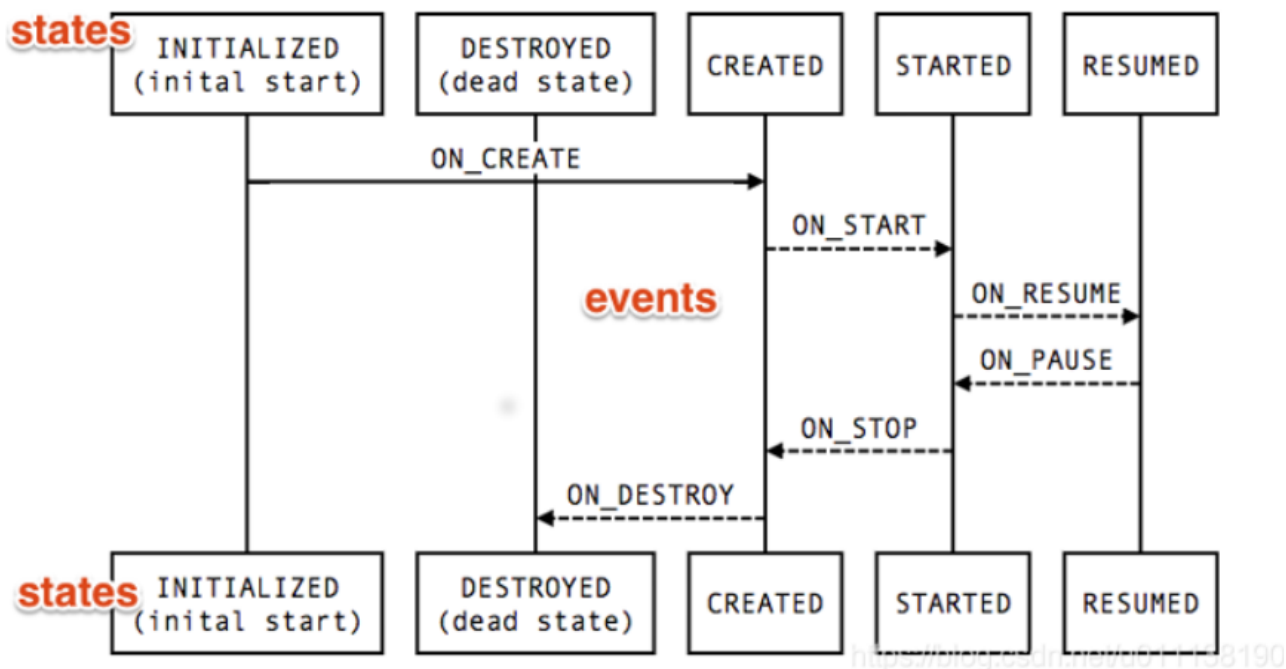 states
INITIALIZED
(inital start)
DESTROYED
(dead state)
CREATED
STARTED
RESUMED
ON_CREATE
ON_START
events
ON_RESUME
ON_PAUSE
ON_STOP
ON_DESTROY
states
INITIALIZED
(inital start)
DESTROYED
(dead state)
CREATED
STARTED
RESUMED